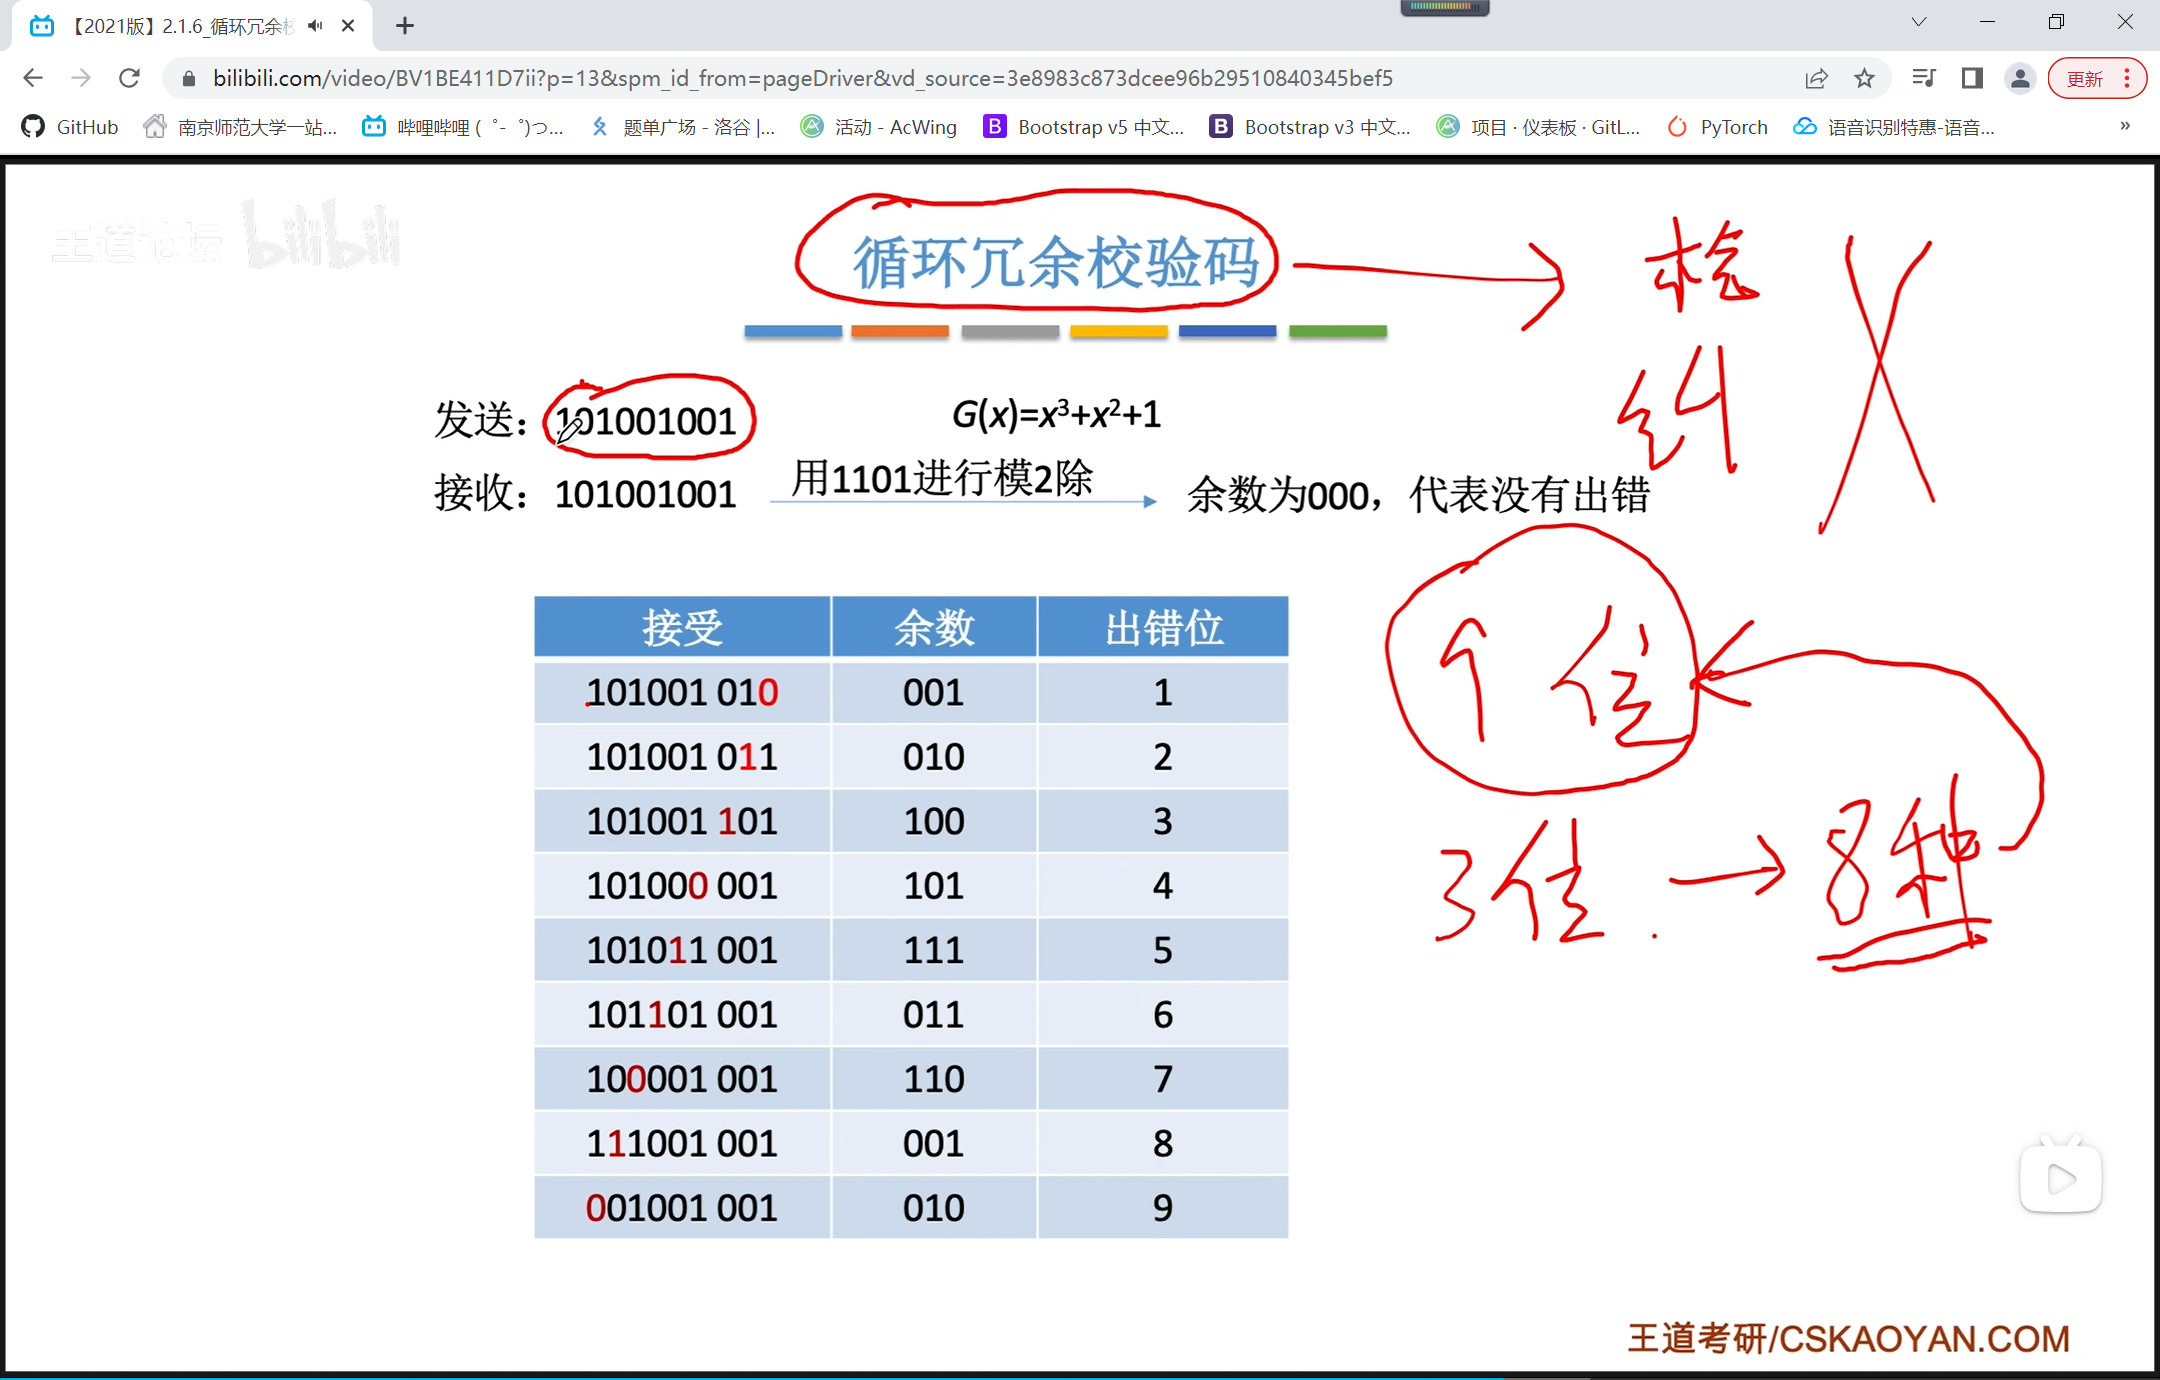 【2021版】2.1.6_循环冗余校
bilibili.com/video/BV1BE411D7ii?p=13&spm_id_from=pageDriver&vd_source=3e8983c873dcee96b29510840345bef5
更新
GitHub 南京师范大学一站... 哔哩哔哩 (゜-゜)つ... 题单广场 - 洛谷 |... 活动 - AcWing Bootstrap v5 中文... Bootstrap v3 中文... 项目 · 仪表板 · GitL... PyTorch 语音识别特惠-语音... »
王道论坛 bilibili
循环冗余校验码
检
纠
发送：101001001
G(x)=x³+x²+1
接收：101001001 用1101进行模2除 余数为000，代表没有出错
9位
3位 → 8种
接受 余数 出错位
101001 010 001 1
101001 011 010 2
101001 101 100 3
101000 001 101 4
101011 001 111 5
101101 001 011 6
100001 001 110 7
111001 001 001 8
001001 001 010 9
王道考研/CSKAOYAN.COM